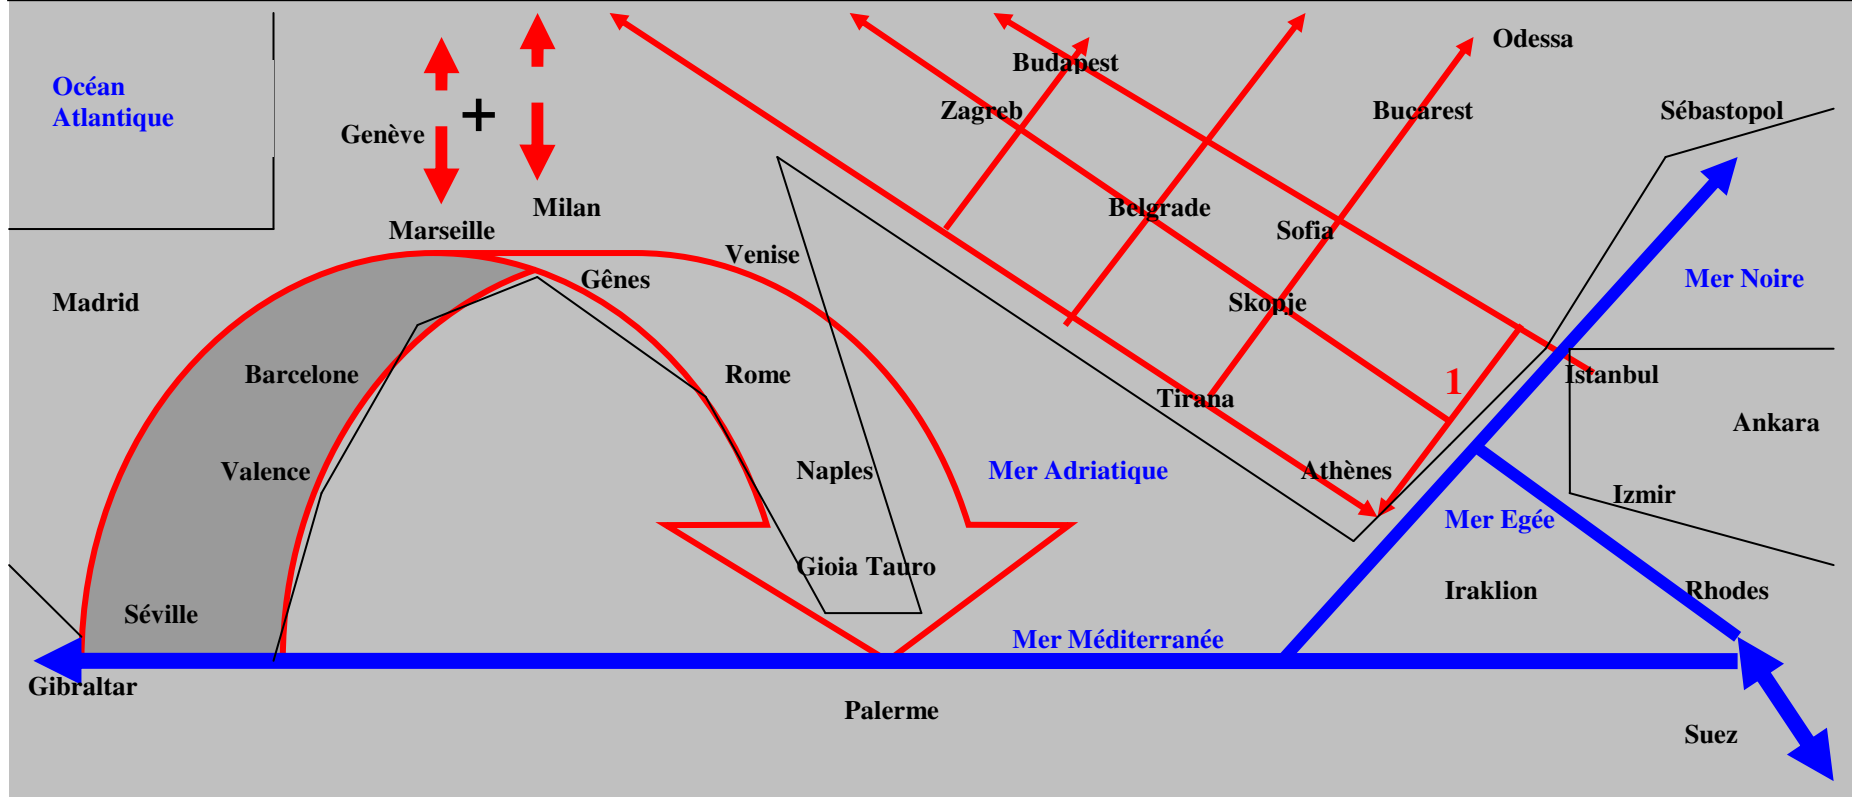 Odessa
Budapest
Océan
Atlantique
Zagreb
Bucarest
Sébastopol
+
Genève
Milan
Belgrade
Marseille
Sofia
Venise
Gênes
Mer Noire
Madrid
Skopje
Barcelone
Rome
1
Istanbul
Tirana
Ankara
Valence
Naples
Mer Adriatique
Athènes
Izmir
Mer Egée
Gioia Tauro
Iraklion
Rhodes
Séville
Mer Méditerranée
Gibraltar
Palerme
Suez